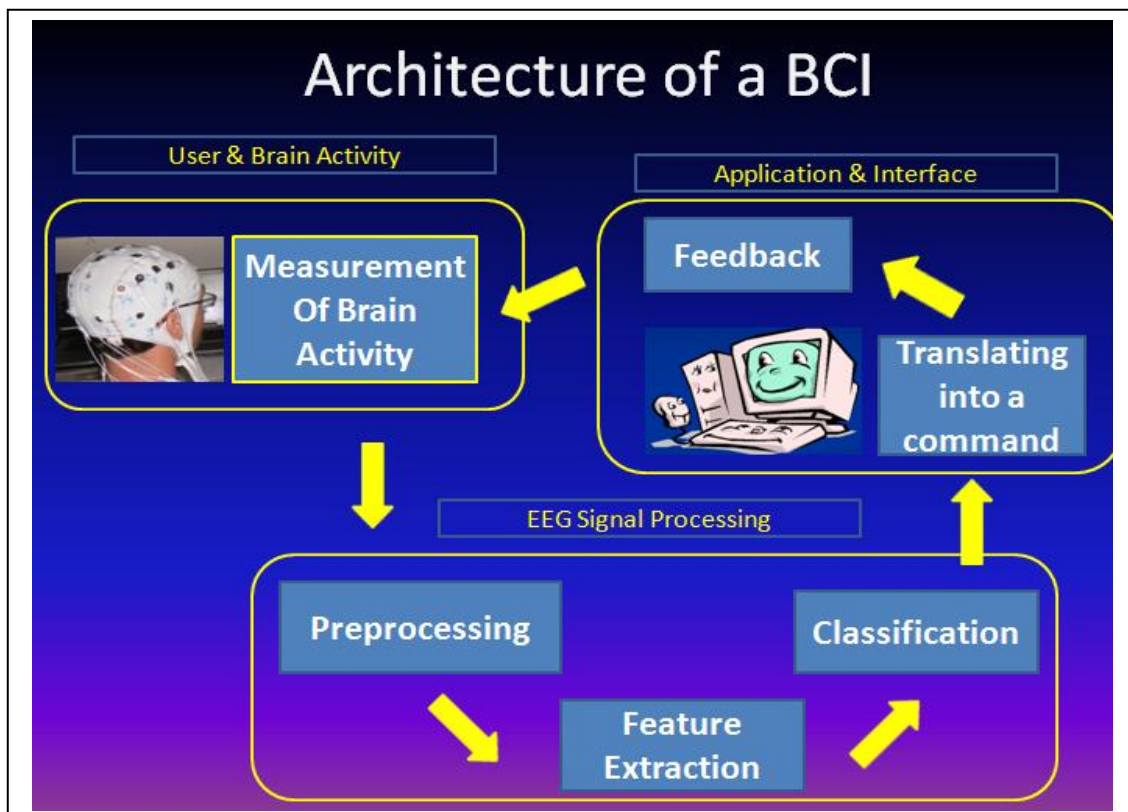 Architecture of a BCI
User & Brain Activity
Application & Interface
Measurement
Of Brain
Activity
Feedback
Translating
into a
command
EEG Signal Processing
Preprocessing
Classification
Feature
Extraction